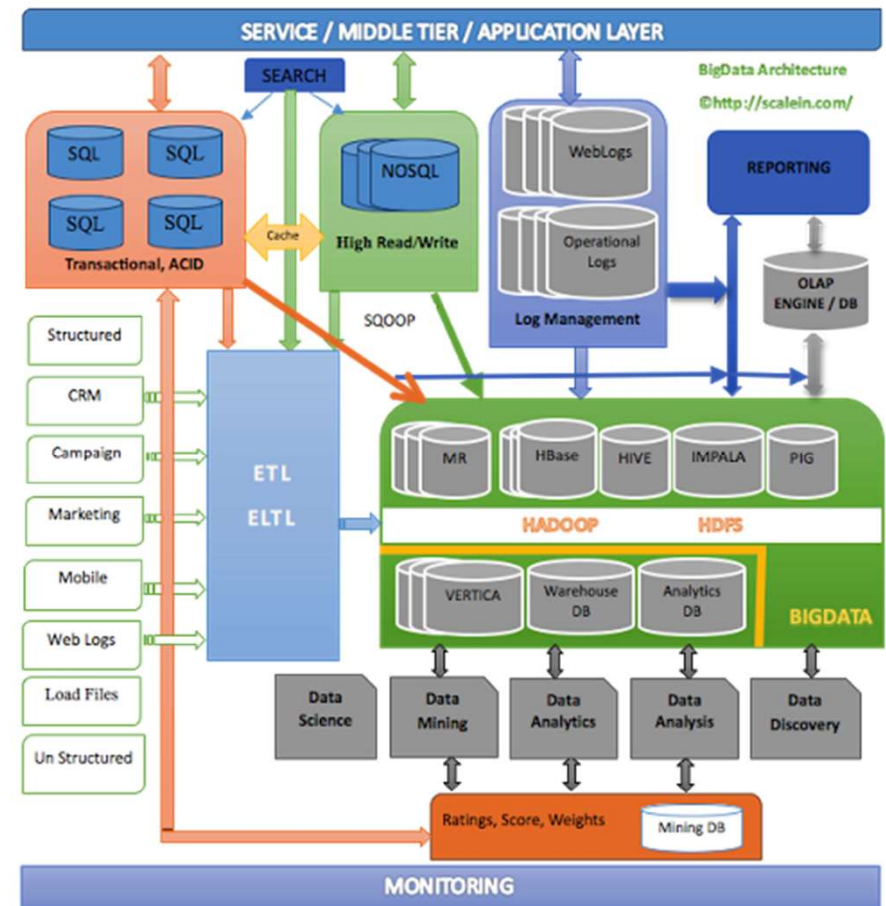 SERVICE / MIDDLE TIER / APPLICATION LAYER
SEARCH
BigData Architecture
©http://scalein.com/
SQL
SQL
SQL
SQL
Transactional, ACID
Cache
NOSQL
High Read/Write
WebLogs
Operational
Logs
Log Management
REPORTING
OLAP
ENGINE / DB
SQOOP
Structured
CRM
Campaign
Marketing
Mobile
Web Logs
Load Files
Un Structured
ETL
ELTL
MR
HBase
HIVE
IMPALA
PIG
HADOOP
HDFS
VERTICA
Warehouse
DB
Analytics
DB
BIGDATA
Data
Science
Data
Mining
Data
Analytics
Data
Analysis
Data
Discovery
Ratings, Score, Weights
Mining DB
MONITORING